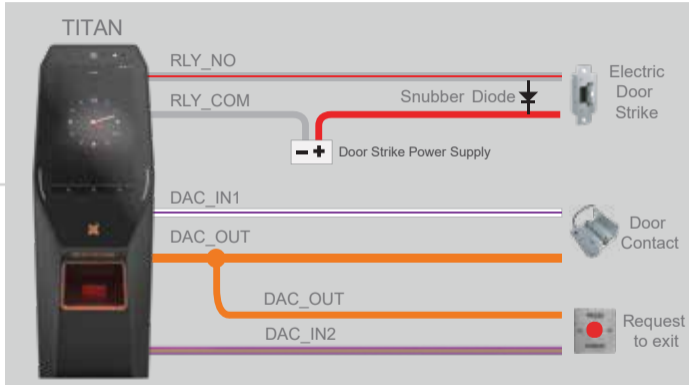 TITAN
RLY_NO
RLY_COM
Snubber Diode
Electric
Door
Strike
- +
Door Strike Power Supply
DAC_IN1
DAC_OUT
Door
Contact
DAC_OUT
DAC_IN2
Request
to exit